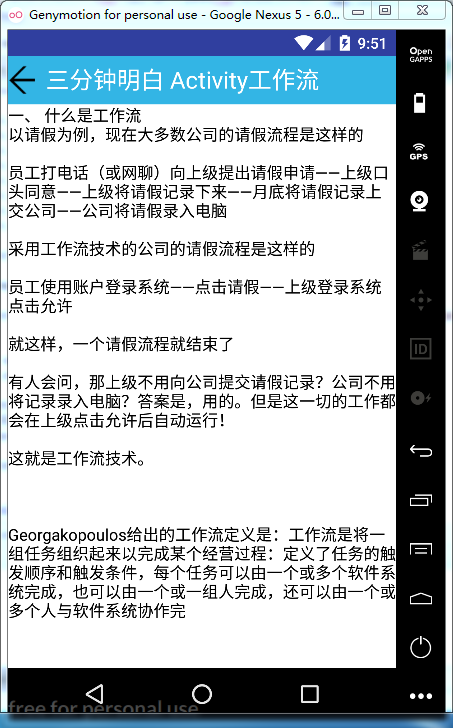 Genymotion for personal use - Google Nexus 5 - 6.0...
9:51
Open
GAPPS
三分钟明白 Activity工作流
一、 什么是工作流
以请假为例，现在大多数公司的请假流程是这样的
GPS
员工打电话（或网聊）向上级提出请假申请——上级口
头同意——上级将请假记录下来——月底将请假记录上
交公司——公司将请假录入电脑
采用工作流技术的公司的请假流程是这样的
员工使用账户登录系统——点击请假——上级登录系统
点击允许
就这样，一个请假流程就结束了
ID
有人会问，那上级不用向公司提交请假记录？公司不用
将记录录入电脑？答案是，用的。但是这一切的工作都
会在上级点击允许后自动运行！
这就是工作流技术。
Georgakopoulos给出的工作流定义是：工作流是将一
组任务组织起来以完成某个经营过程：定义了任务的触
发顺序和触发条件，每个任务可以由一个或多个软件系
统完成，也可以由一个或一组人完成，还可以由一个或
多个人与软件系统协作完
free for personal use